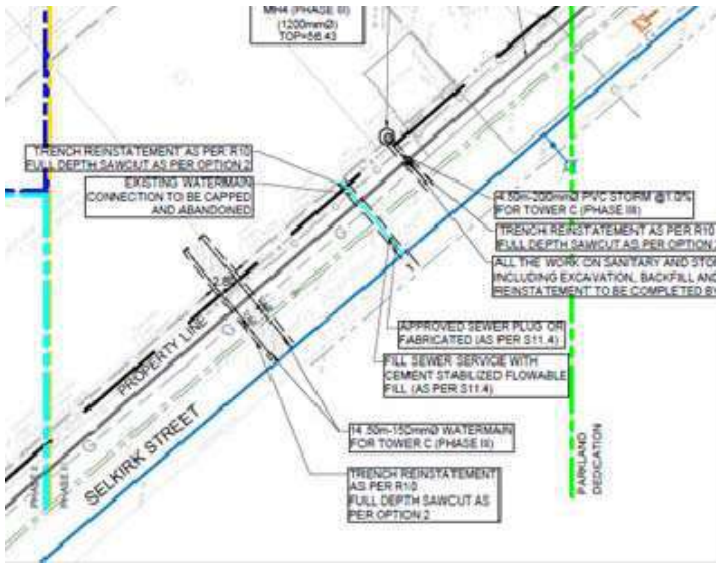 MH4 (PHASE III)
(1200mmØ)
TOP=56.43
TRENCH REINSTATEMENT AS PER R10
FULL DEPTH SAWCUT AS PER OPTION 2
EXISTING WATERMAIN
CONNECTION TO BE CAPPED
AND ABANDONED
4.50m-200mmØ PVC STORM @1.0%
FOR TOWER C (PHASE III)
TRENCH REINSTATEMENT AS PER R10
FULL DEPTH SAWCUT AS PER OPTION
ALL THE WORK ON SANITARY AND STO
INCLUDING EXCAVATION, BACKFILL AND
REINSTATEMENT TO BE COMPLETED BY
APPROVED SEWER PLUG OR
FABRICATED (AS PER S11.4)
FILL SEWER SERVICIE WITH
CEMENT STABILIZED FLOWABLE
FILL (AS PER S11.4)
14.50m-150mmØ WATERMAIN
FOR TOWER C (PHASE III)
TRENCH REINSTATEMENT
AS PER R10
FULL DEPTH SAWCUT AS
PER OPTION 2
PROPERTY LINE
SELKIRK STREET
G
G
G
G
G
PARKLAND
DEDICATION